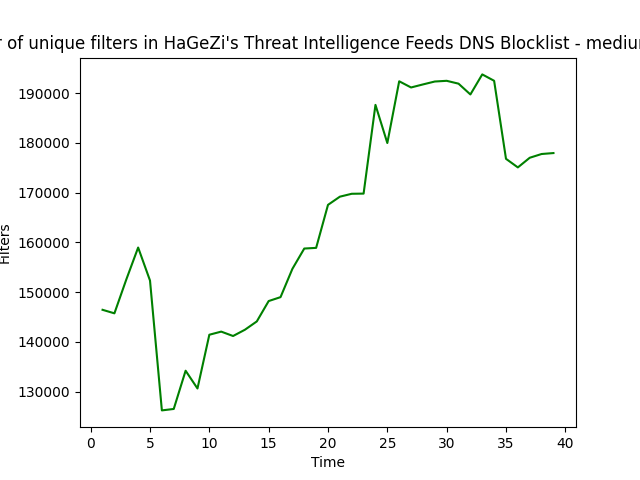 r of unique filters in HaGeZi's Threat Intelligence Feeds DNS Blocklist - mediu
Filters
190000
180000
170000
160000
150000
140000
130000
0 5 10 15 20 25 30 35 40
Time